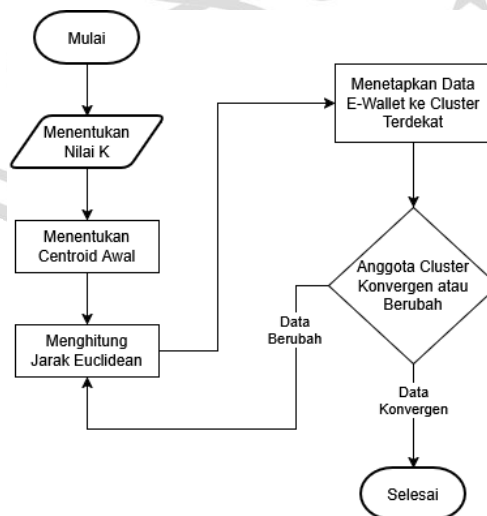 Mulai
Menentukan
Nilai K
Menentukan
Centroid Awal
Menghitung
Jarak Euclidean
Menetapkan Data
E-Wallet ke Cluster
Terdekat
Anggota Cluster
Konvergen atau
Berubah
Data
Berubah
Data
Konvergen
Selesai